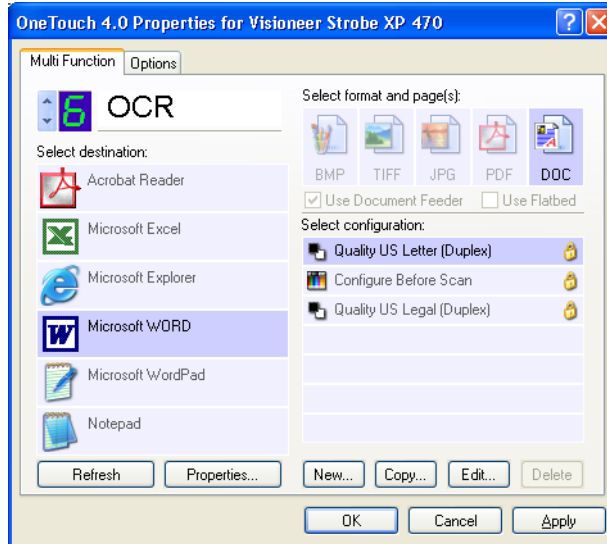 OneTouch 4.0 Properties for Visioneer Strobe XP 470
Multi Function
Options
6
OCR
Select destination:
Acrobat Reader
Microsoft Excel
Microsoft Explorer
Microsoft WORD
Microsoft WordPad
Notepad
Refresh
Properties...
Select format and page(s):
BMP
TIFF
JPG
PDF
DOC
Use Document Feeder
Use Flatbed
Select configuration:
Quality US Letter (Duplex)
Configure Before Scan
Quality US Legal (Duplex)
New...
Copy...
Edit...
Delete
OK
Cancel
Apply